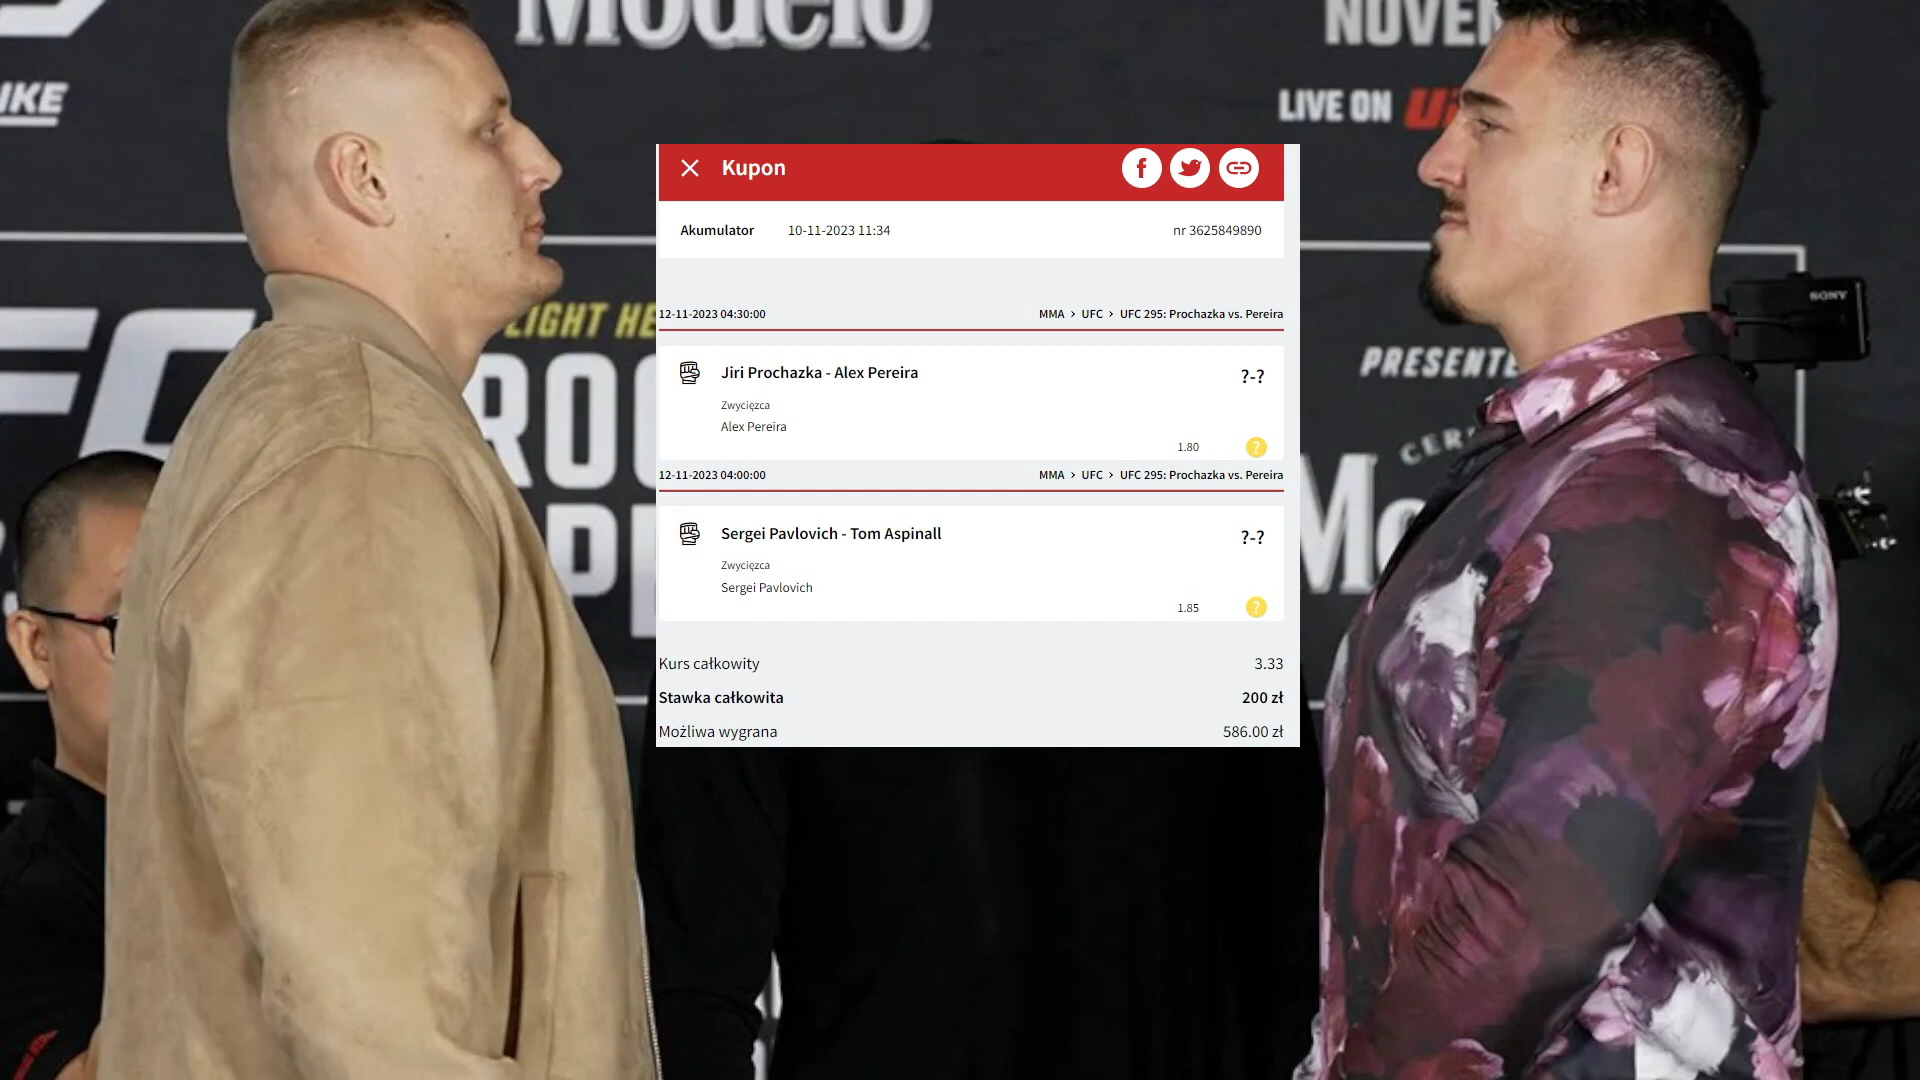 Modelo
NOVEM
IKE
LIVE ON
SONY
LIGHT HE
PRESENTE
CER
Kupon
Akumulator 10-11-2023 11:34 nr 3625849890
12-11-2023 04:30:00 MMA > UFC > UFC 295: Prochazka vs. Pereira
Jiri Prochazka - Alex Pereira ?-?
Zwycięzca
Alex Pereira
1.80 ?
12-11-2023 04:00:00 MMA > UFC > UFC 295: Prochazka vs. Pereira
Sergei Pavlovich - Tom Aspinall ?-?
Zwycięzca
Sergei Pavlovich
1.85 ?
Kurs całkowity 3.33
Stawka całkowita 200 zł
Możliwa wygrana 586.00 zł